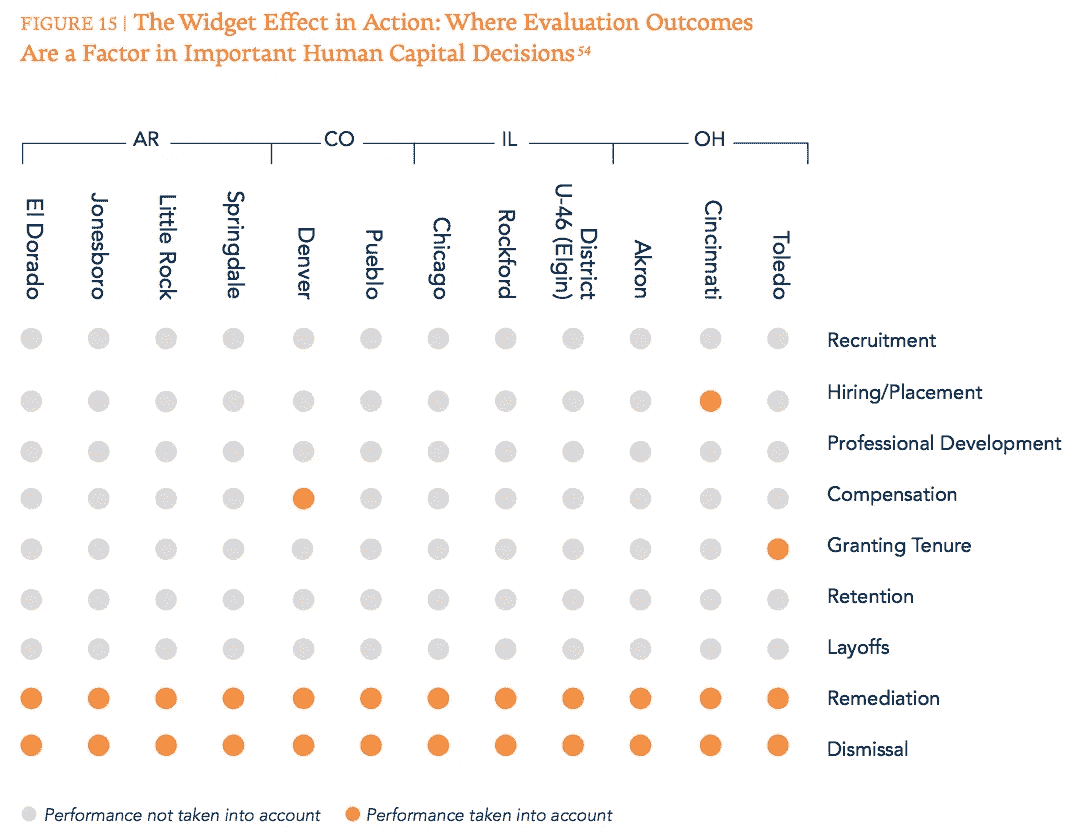 FIGURE 15 | The Widget Effect in Action: Where Evaluation Outcomes
Are a Factor in Important Human Capital Decisions54
AR
CO
IL
OH
El Dorado
Jonesboro
Little Rock
Springdale
Denver
Pueblo
Chicago
Rockford
District
U-46 (Elgin)
Akron
Cincinnati
Toledo
Recruitment
Hiring/Placement
Professional Development
Compensation
Granting Tenure
Retention
Layoffs
Remediation
Dismissal
Performance not taken into account
Performance taken into account